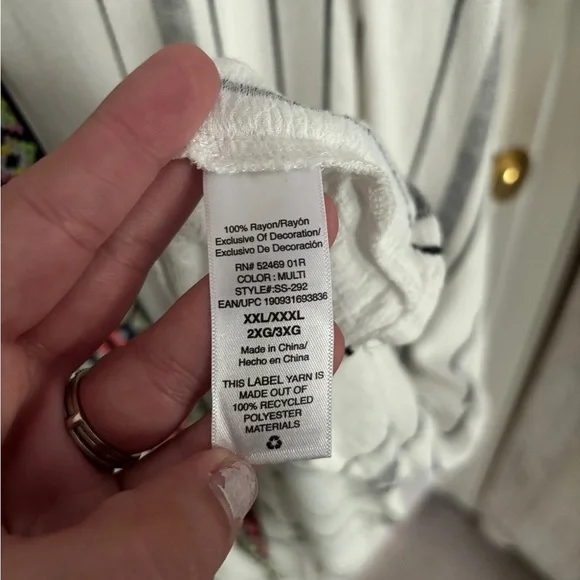 100% Rayon/Rayón
Exclusive Of Decoration/
Exclusivo De Decoración
RN# 52469 01R
COLOR : MULTI
STYLE#:SS-292
EAN/UPC 190931693836
XXL/XXXL
2XG/3XG
Made in China/
Hecho en China
THIS LABEL YARN IS
MADE OUT OF
100% RECYCLED
POLYESTER
MATERIALS